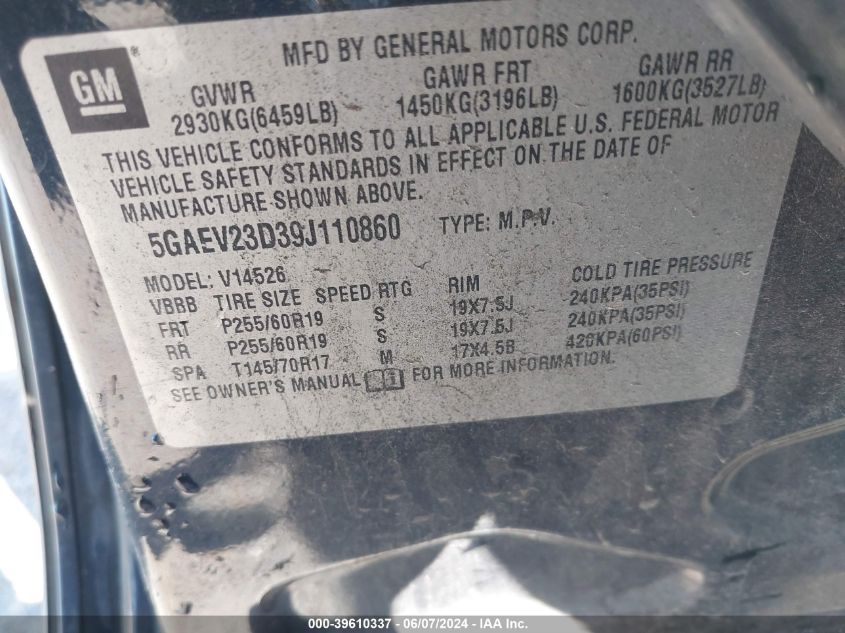 GM
MFD BY GENERAL MOTORS CORP.
GVWR GAWR FRT GAWR RR
2930KG(6459LB) 1450KG(3196LB) 1600KG(3527LB)
THIS VEHICLE CONFORMS TO ALL APPLICABLE U.S. FEDERAL MOTOR
VEHICLE SAFETY STANDARDS IN EFFECT ON THE DATE OF
MANUFACTURE SHOWN ABOVE.
5GAEV23D39J110860 TYPE: M.P.V.
MODEL: V14526
VBBB TIRE SIZE SPEED RTG RIM COLD TIRE PRESSURE
FRT P255/60R19 S 19X7.5J 240KPA(35PSI)
RR P255/60R19 S 19X7.5J 240KPA(35PSI)
SPA T145/70R17 M 17X4.5B 420KPA(60PSI)
SEE OWNER'S MANUAL FOR MORE INFORMATION.
000-39610337 - 06/07/2024 - IAA Inc.